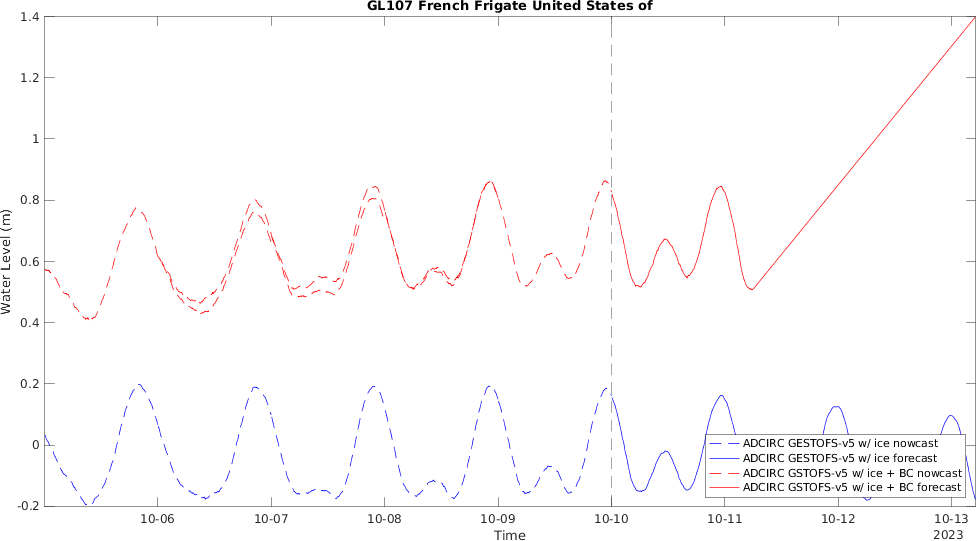 GL107 French Frigate United States of
Water Level (m)
1.4
1.2
1
0.8
0.6
0.4
0.2
0
-0.2
ADCIRC GESTOFS-v5 w/ ice nowcast
ADCIRC GESTOFS-v5 w/ ice forecast
ADCIRC GSTOFS-v5 w/ ice + BC nowcast
ADCIRC GSTOFS-v5 w/ ice + BC forecast
10-06 10-07 10-08 10-09 10-10 10-11 10-12 10-13
Time 2023